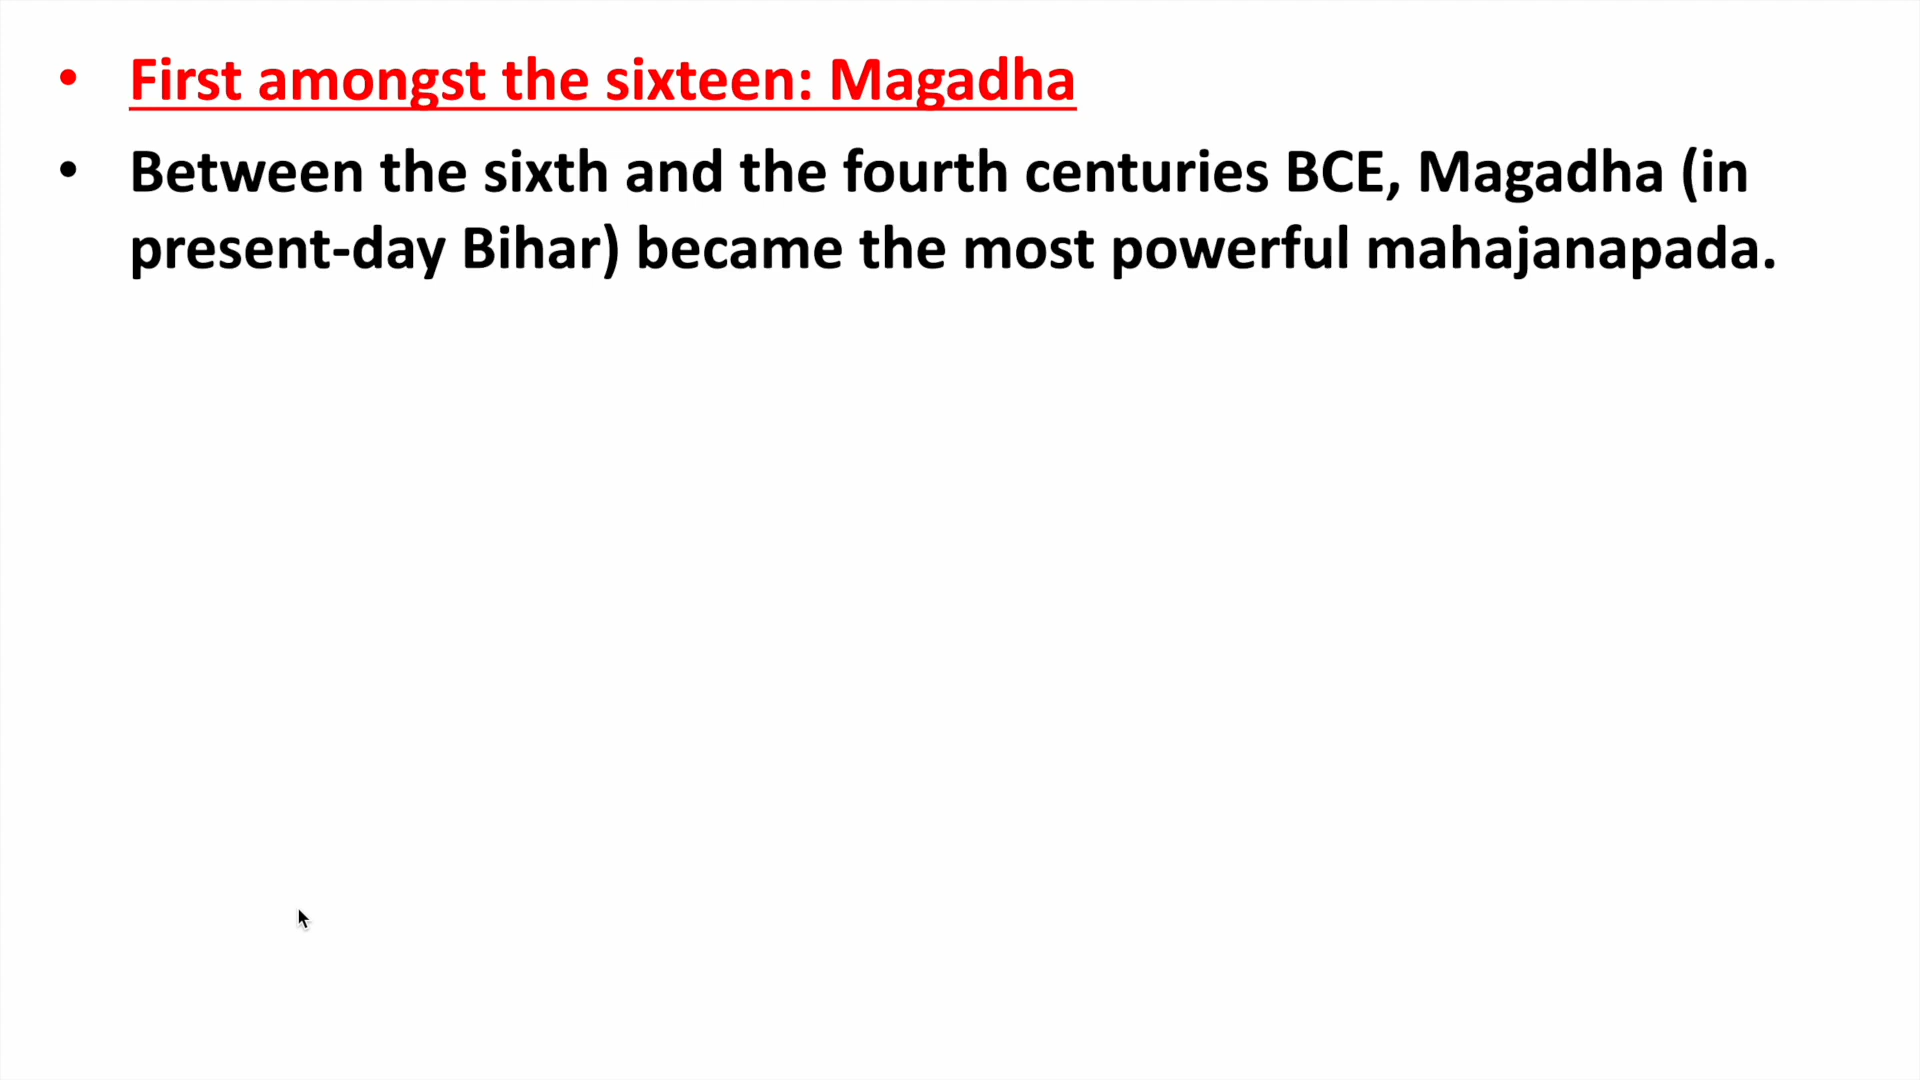 • First amongst the sixteen: Magadha
• Between the sixth and the fourth centuries BCE, Magadha (in
present-day Bihar) became the most powerful mahajanapada.